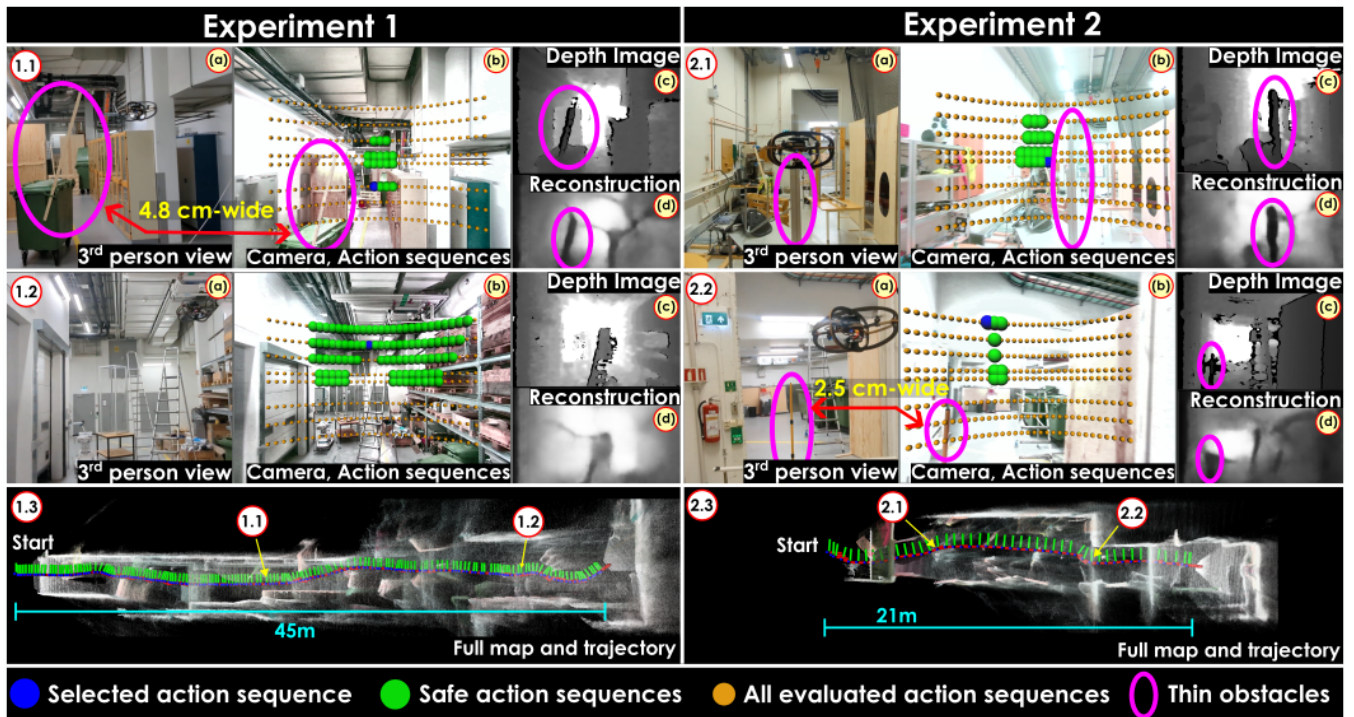 Experiment 1
Experiment 2
1.1
(a)
(b)
Depth Image
(c)
4.8 cm-wide
Reconstruction
(d)
3rd person view
Camera, Action sequences
2.1
(a)
(b)
Depth Image
(c)
Reconstruction
(d)
3rd person view
Camera, Action sequences
1.2
(a)
(b)
Depth Image
(c)
Reconstruction
(d)
3rd person view
Camera, Action sequences
2.2
(a)
(b)
Depth Image
(c)
2.5 cm-wide
Reconstruction
(d)
3rd person view
Camera, Action sequences
1.3
1.1
1.2
Start
45m
Full map and trajectory
2.3
2.1
2.2
Start
21m
Full map and trajectory
Selected action sequence
Safe action sequences
All evaluated action sequences
Thin obstacles